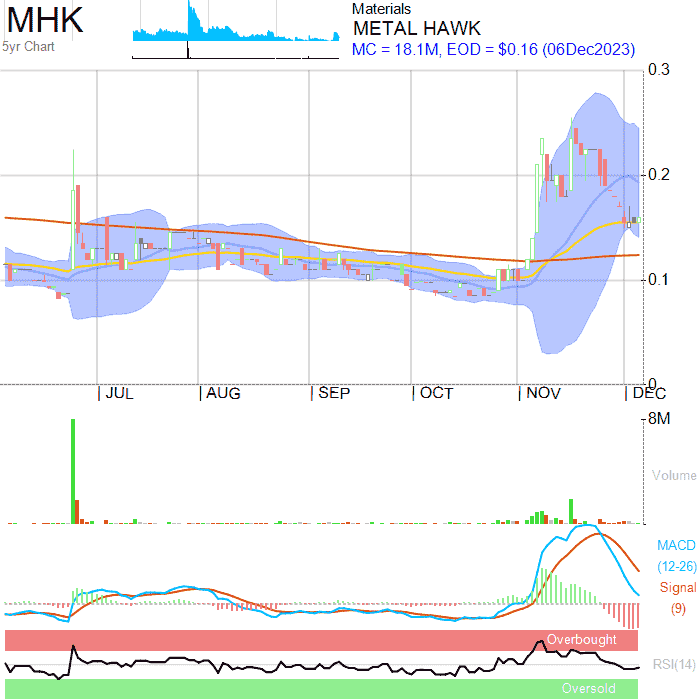 MHK
5yr Chart
Materials
METAL HAWK
MC = 18.1M, EOD = $0.16 (06Dec2023)
0.3
0.2
0.1
0
JUL AUG SEP OCT NOV DEC
8M
Volume
MACD
(12-26)
Signal
(9)
Overbought
RSI(14)
Oversold